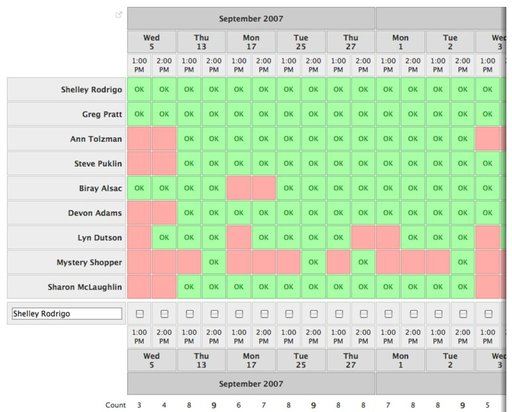 September 2007
Wed Thu Mon Tue Thu Mon Tue We
5 13 17 25 27 1 2 3
1:00 2:00 1:00 2:00 1:00 2:00 1:00 2:00 1:00 2:00 1:00 2:00 1:00 2:00 1:00
PM PM PM PM PM PM PM PM PM PM PM PM PM PM PM
Shelley Rodrigo OK OK OK OK OK OK OK OK OK OK OK OK OK OK OK
Greg Pratt OK OK OK OK OK OK OK OK OK OK OK OK OK OK OK
Ann Tolzman OK OK OK OK OK OK OK OK OK OK OK OK
Steve Puklin OK OK OK OK OK OK OK OK OK OK OK OK OK
Biray Alsac OK OK OK OK OK OK OK OK OK OK OK OK OK
Devon Adams OK OK OK OK OK OK OK OK OK OK OK OK OK
Lyn Dutson OK OK OK OK OK OK OK OK OK OK
Mystery Shopper OK OK OK OK
Sharon McLaughlin OK OK OK OK OK OK OK OK OK OK OK OK
Shelley Rodrigo
1:00 2:00 1:00 2:00 1:00 2:00 1:00 2:00 1:00 2:00 1:00 2:00 1:00 2:00 1:00
PM PM PM PM PM PM PM PM PM PM PM PM PM PM PM
Wed Thu Mon Tue Thu Mon Tue We
5 13 17 25 27 1 2 3
September 2007
Count 3 4 8 9 6 7 8 9 8 8 7 8 8 9 5